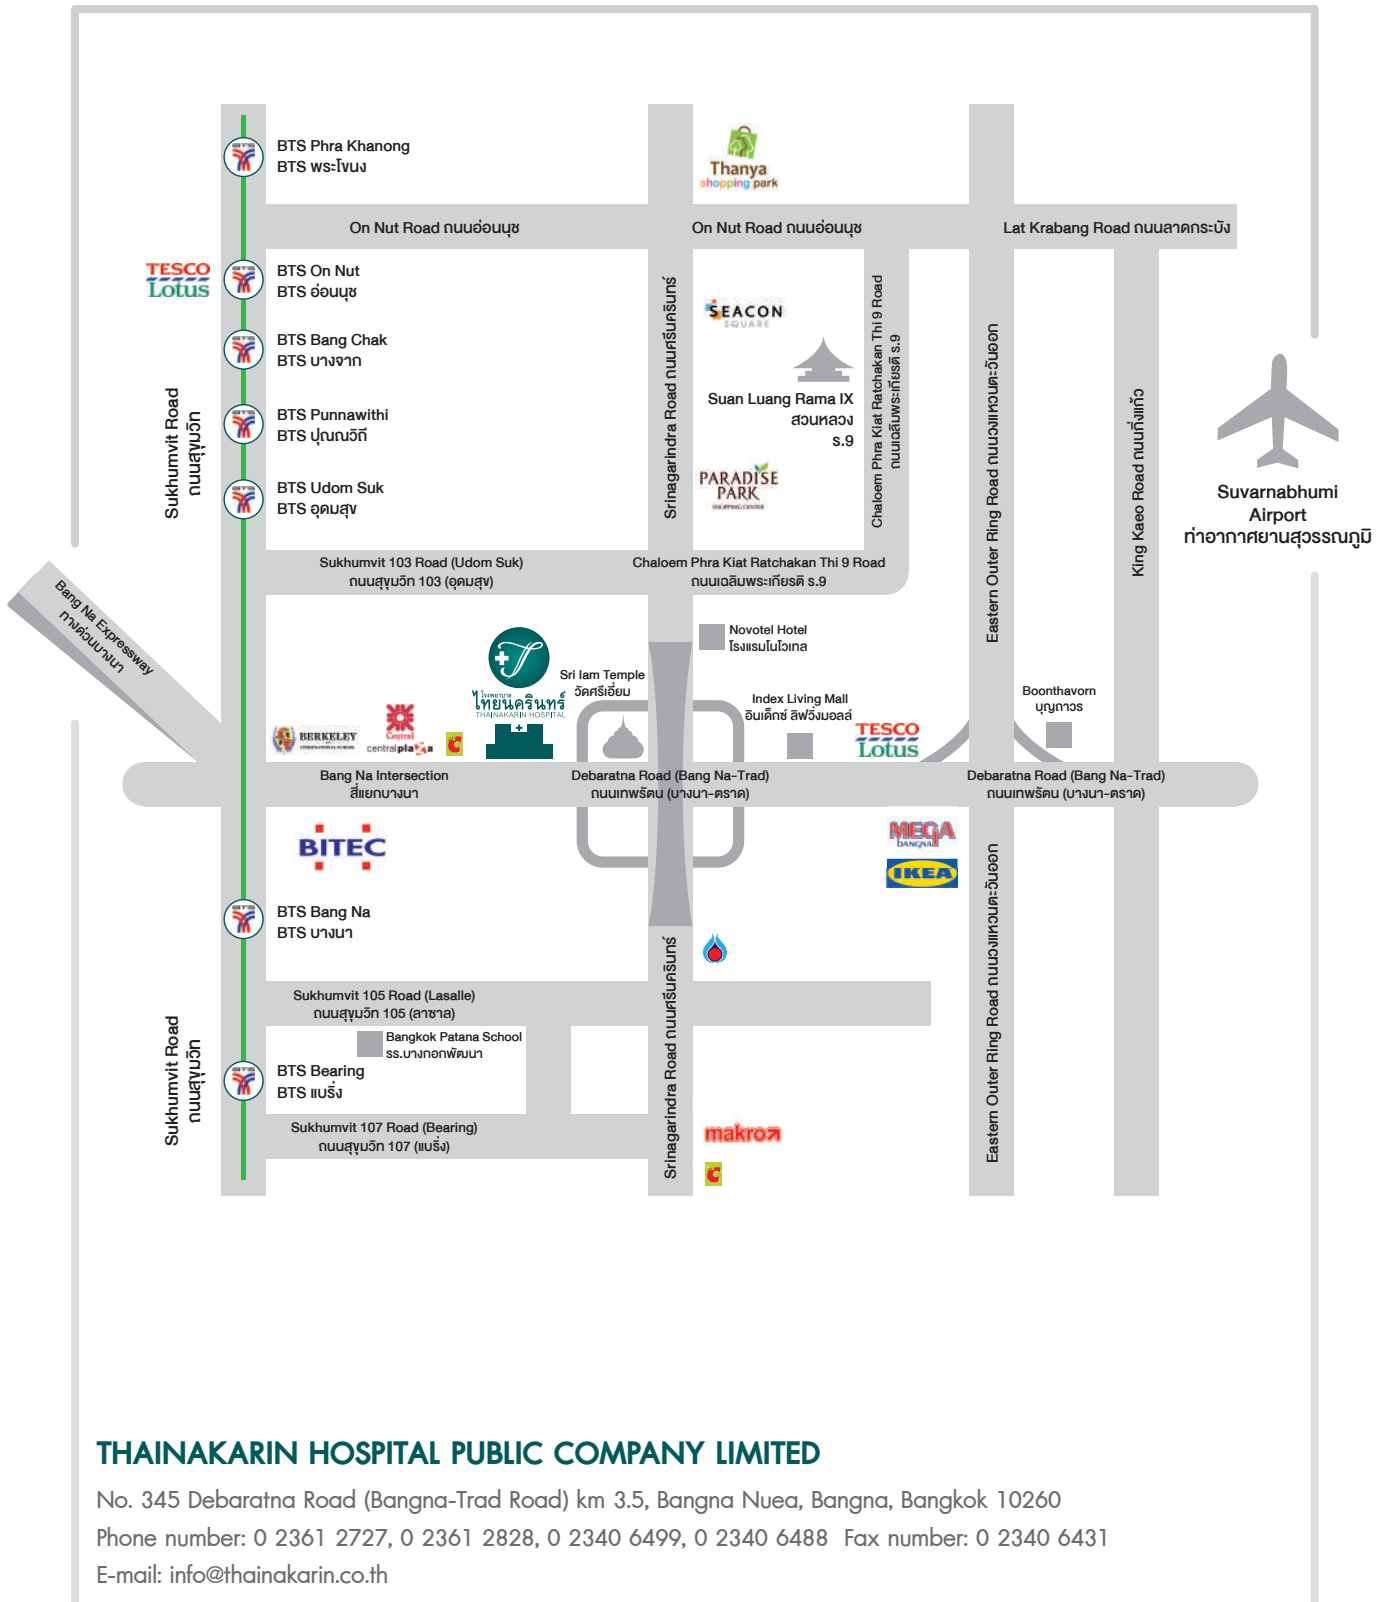 BTS Phra Khanong
BTS พระโขนง
Thanya
shopping park
On Nut Road ถนนอ่อนนุช
On Nut Road ถนนอ่อนนุช
Lat Krabang Road ถนนลาดกระบัง
TESCO
Lotus
BTS On Nut
BTS อ่อนนุช
BTS Bang Chak
BTS บางจาก
BTS Punnawithi
BTS ปุณณวิถี
BTS Udom Suk
BTS อุดมสุข
Sukhumvit Road
ถนนสุขุมวิท
Srinagarindra Road ถนนศรีนครินทร์
SEACON
SQUARE
Suan Luang Rama IX
สวนหลวง
ร.9
PARADISE
PARK
SHOPPING CENTER
Chaloem Phra Kiat Ratchakan Thi 9 Road
ถนนเฉลิมพระเกียรติ ร.9
Eastern Outer Ring Road ถนนวงแหวนตะวันออก
King Kaeo Road ถนนกิ่งแก้ว
Suvarnabhumi
Airport
ท่าอากาศยานสุวรรณภูมิ
Sukhumvit 103 Road (Udom Suk)
ถนนสุขุมวิท 103 (อุดมสุข)
Chaloem Phra Kiat Ratchakan Thi 9 Road
ถนนเฉลิมพระเกียรติ ร.9
Bang Na Expressway
ทางด่วนบางนา
Novotel Hotel
โรงแรมโนโวเทล
โรงพยาบาล
ไทยนครินทร์
THAINAKARIN HOSPITAL
Sri Iam Temple
วัดศรีเอี่ยม
Index Living Mall
อินเด็กซ์ ลิฟวิ่งมอลล์
TESCO
Lotus
Boonthavorn
บุญถาวร
BERKELEY
INTERNATIONAL SCHOOL
Central
centralplaza
Bang Na Intersection
สี่แยกบางนา
Debaratna Road (Bang Na-Trad)
ถนนเทพรัตน (บางนา-ตราด)
Debaratna Road (Bang Na-Trad)
ถนนเทพรัตน (บางนา-ตราด)
BITEC
MEGA
BANGNA
IKEA
BTS Bang Na
BTS บางนา
Srinagarindra Road ถนนศรีนครินทร์
Eastern Outer Ring Road ถนนวงแหวนตะวันออก
Sukhumvit 105 Road (Lasalle)
ถนนสุขุมวิท 105 (ลาซาล)
Bangkok Patana School
รร.บางกอกพัฒนา
Sukhumvit Road
ถนนสุขุมวิท
BTS Bearing
BTS แบริ่ง
Sukhumvit 107 Road (Bearing)
ถนนสุขุมวิท 107 (แบริ่ง)
makro
THAINAKARIN HOSPITAL PUBLIC COMPANY LIMITED
No. 345 Debaratna Road (Bangna-Trad Road) km 3.5, Bangna Nuea, Bangna, Bangkok 10260
Phone number: 0 2361 2727, 0 2361 2828, 0 2340 6499, 0 2340 6488 Fax number: 0 2340 6431
E-mail: info@thainakarin.co.th